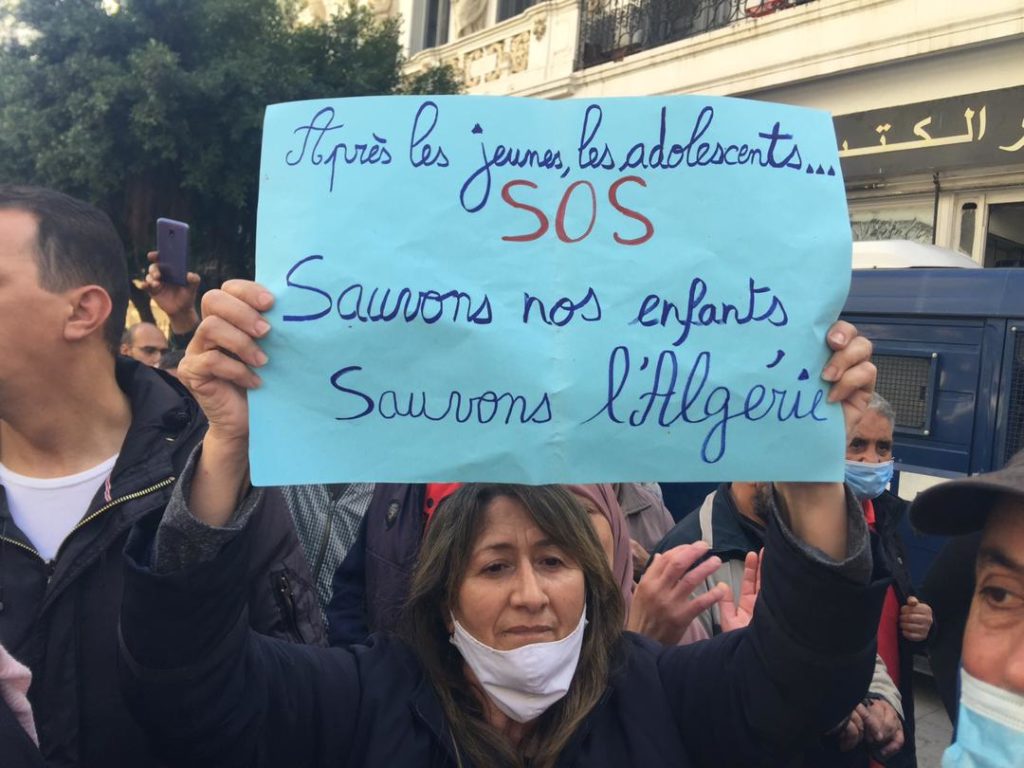 Après les jeunes, les adolescents...
SOS
Sauvons nos enfants
Sauvons l'Algérie